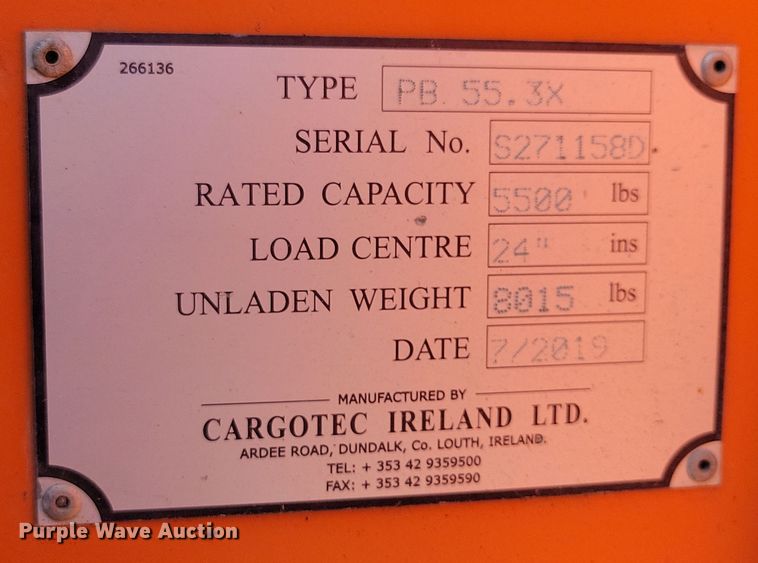 266136
TYPE PB 55.3X
SERIAL No. S271158D
RATED CAPACITY 5500 lbs
LOAD CENTRE 24" ins
UNLADEN WEIGHT 8015 lbs
DATE 7/2019
MANUFACTURED BY
CARGOTEC IRELAND LTD.
ARDEE ROAD, DUNDALK, Co. LOUTH, IRELAND.
TEL: + 353 42 9359500
FAX: + 353 42 9359590
Purple Wave Auction